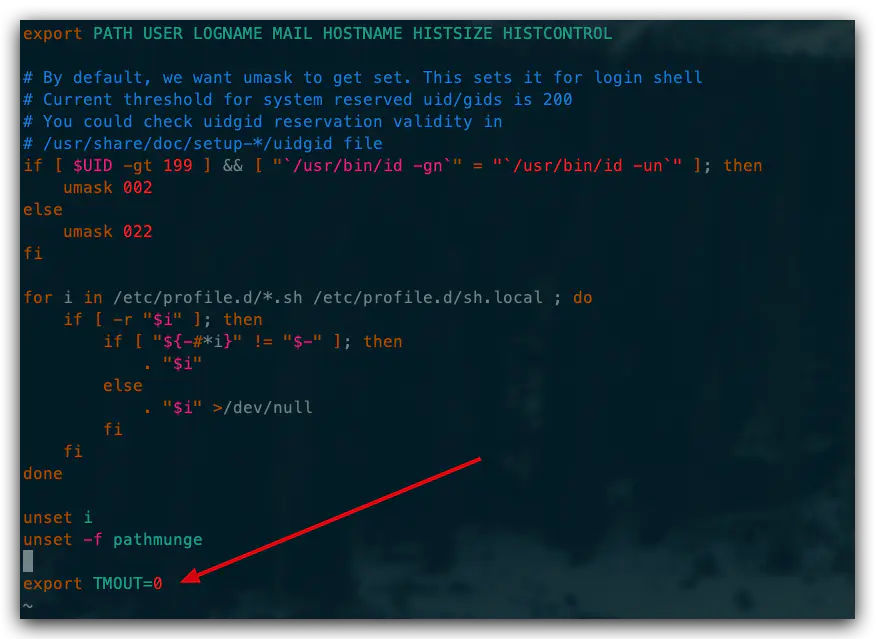 export PATH USER LOGNAME MAIL HOSTNAME HISTSIZE HISTCONTROL
# By default, we want umask to get set. This sets it for login shell
# Current threshold for system reserved uid/gids is 200
# You could check uidgid reservation validity in
# /usr/share/doc/setup-*/uidgid file
if [ $UID -gt 199 ] && [ "`/usr/bin/id -gn`" = "`/usr/bin/id -un`" ]; then
    umask 002
else
    umask 022
fi
for i in /etc/profile.d/*.sh /etc/profile.d/sh.local ; do
    if [ -r "$i" ]; then
        if [ "${-#*i}" != "$-" ]; then
            . "$i"
        else
            . "$i" >/dev/null
        fi
    fi
done
unset i
unset -f pathmunge
export TMOUT=0
~